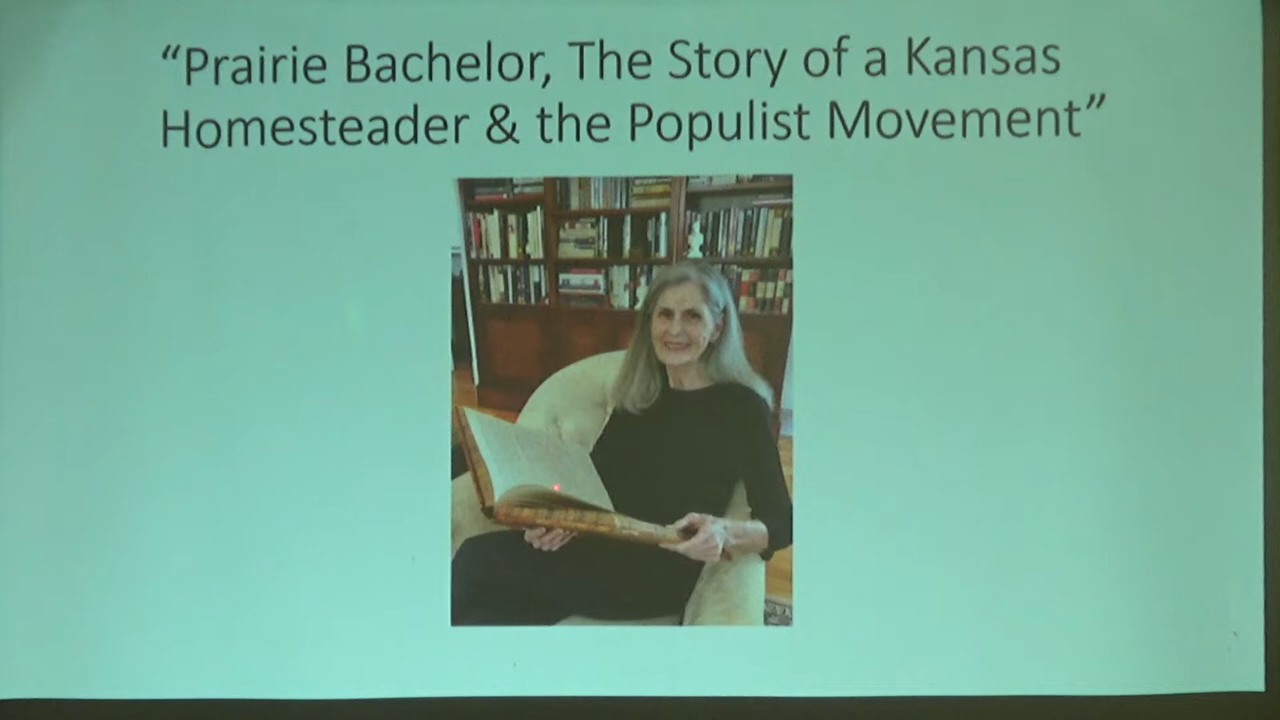 “Prairie Bachelor, The Story of a Kansas
Homesteader & the Populist Movement”